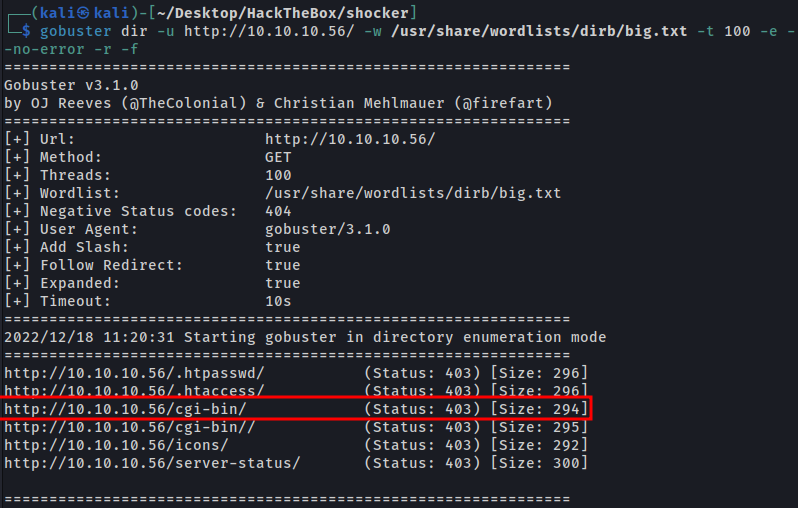 ┌──(kali㉿kali)-[~/Desktop/HackTheBox/shocker]
└─$ gobuster dir -u http://10.10.10.56/ -w /usr/share/wordlists/dirb/big.txt -t 100 -e -
-no-error -r -f
===============================================================
Gobuster v3.1.0
by OJ Reeves (@TheColonial) & Christian Mehlmauer (@firefart)
===============================================================
[+] Url:                     http://10.10.10.56/
[+] Method:                  GET
[+] Threads:                 100
[+] Wordlist:                /usr/share/wordlists/dirb/big.txt
[+] Negative Status codes:   404
[+] User Agent:              gobuster/3.1.0
[+] Add Slash:               true
[+] Follow Redirect:         true
[+] Expanded:                true
[+] Timeout:                 10s
===============================================================
2022/12/18 11:20:31 Starting gobuster in directory enumeration mode
===============================================================
http://10.10.10.56/.htpasswd/           (Status: 403) [Size: 296]
http://10.10.10.56/.htaccess/           (Status: 403) [Size: 296]
http://10.10.10.56/cgi-bin/             (Status: 403) [Size: 294]
http://10.10.10.56/cgi-bin//            (Status: 403) [Size: 295]
http://10.10.10.56/icons/               (Status: 403) [Size: 292]
http://10.10.10.56/server-status/       (Status: 403) [Size: 300]
===============================================================